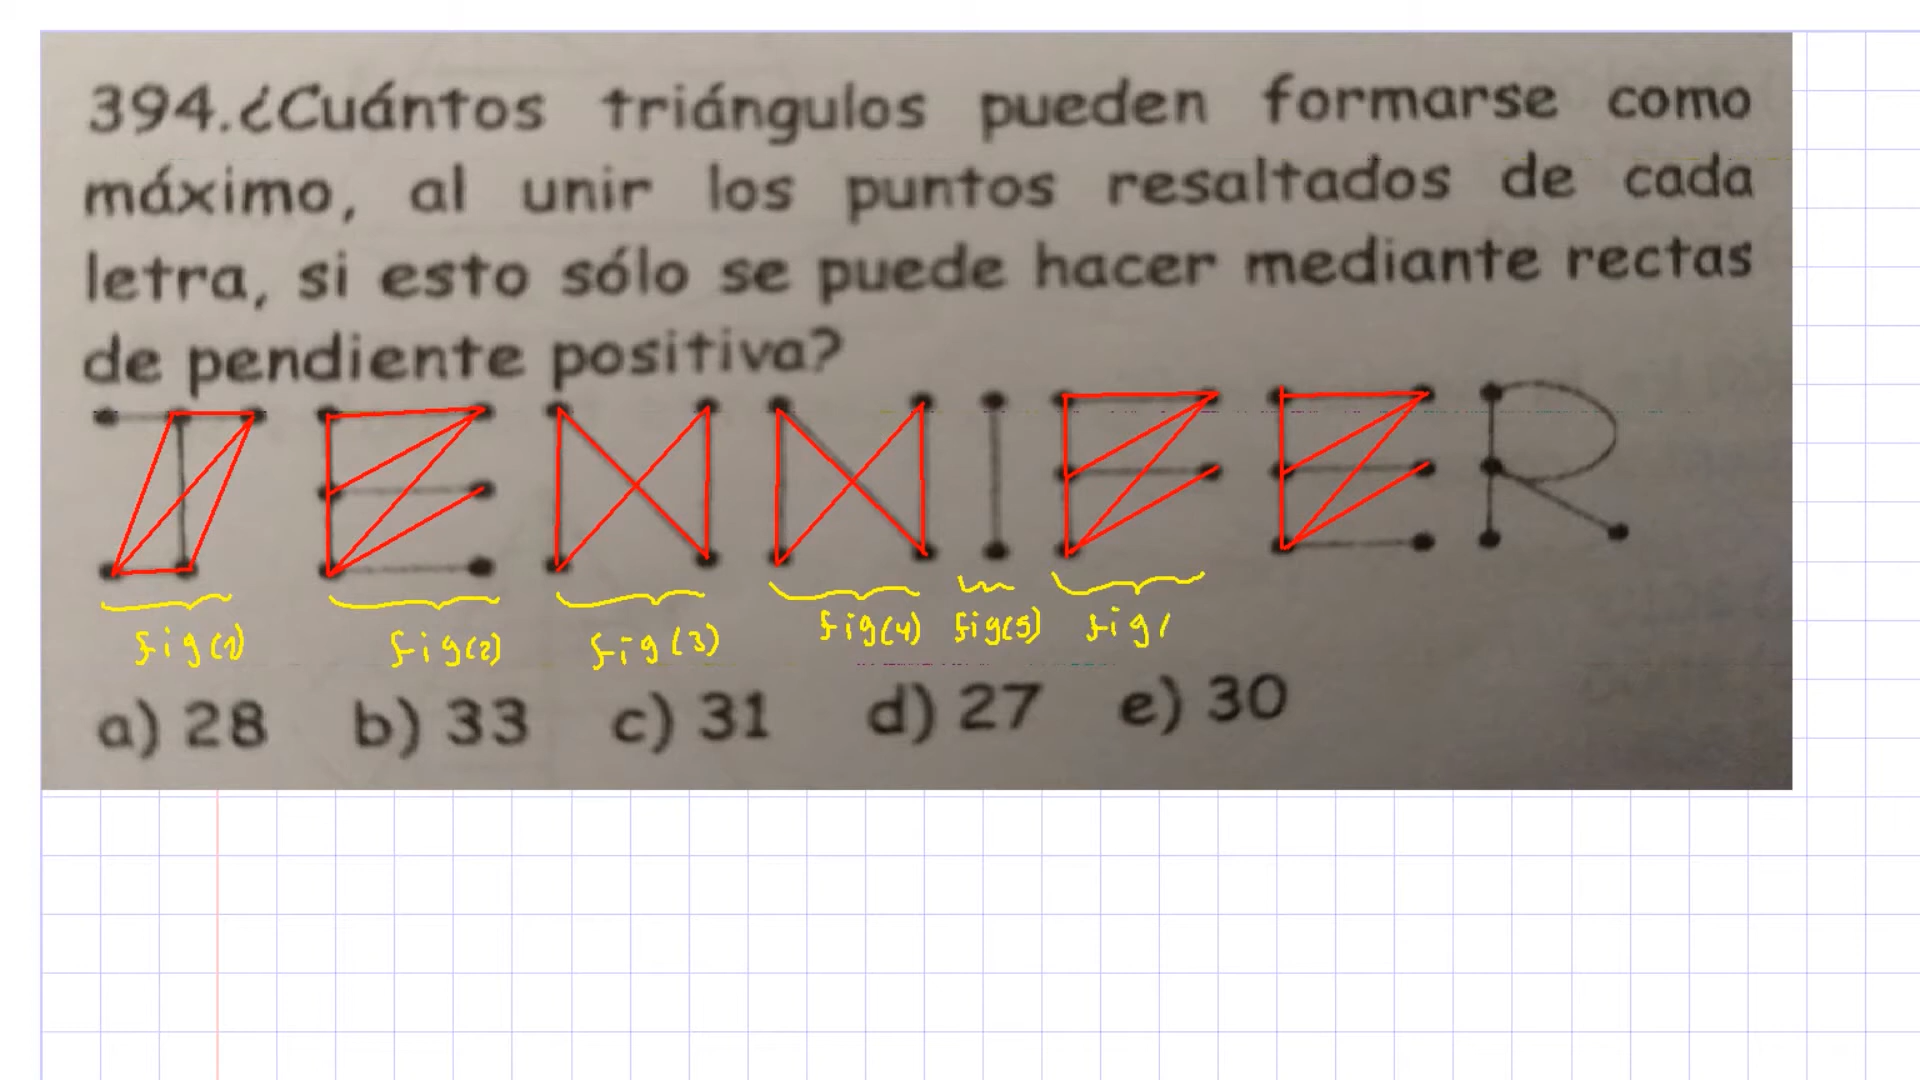 394.¿Cuántos triángulos pueden formarse como
máximo, al unir los puntos resaltados de cada
letra, si esto sólo se puede hacer mediante rectas
de pendiente positiva?
J E N N I F E R
fig(1) fig(2) fig(3) fig(4) fig(5) fig(
a) 28 b) 33 c) 31 d) 27 e) 30